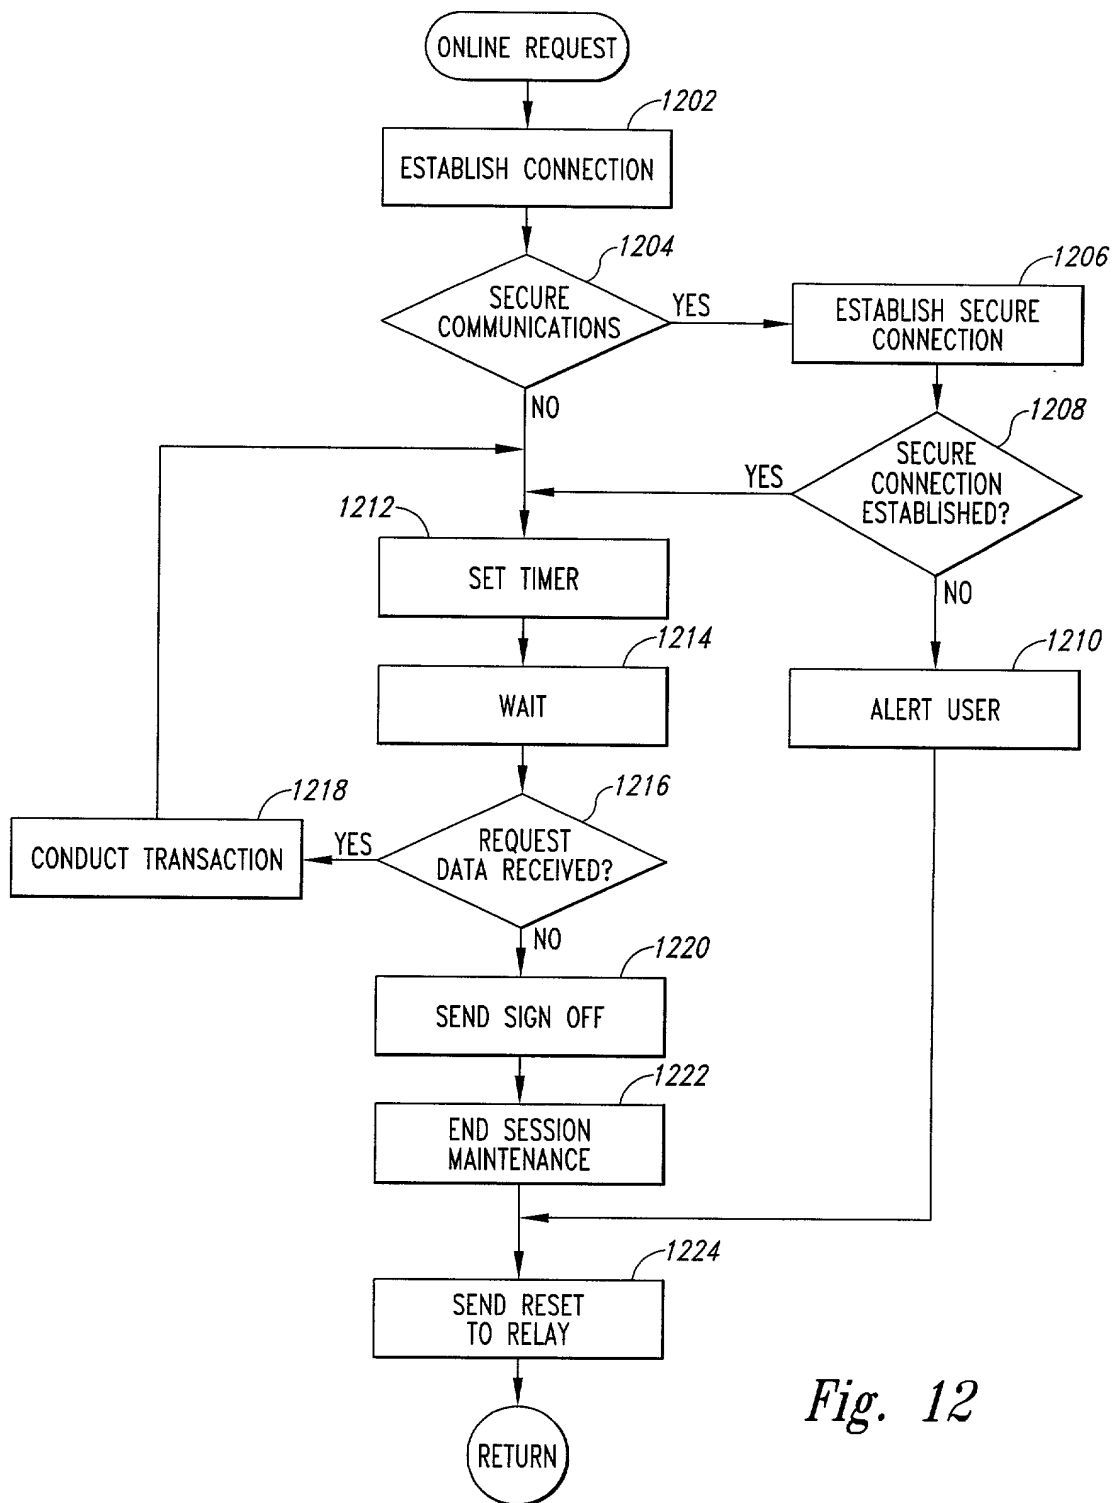 ONLINE REQUEST
1202
ESTABLISH CONNECTION
1204
SECURE
COMMUNICATIONS
YES
NO
1206
ESTABLISH SECURE
CONNECTION
1208
SECURE
CONNECTION
ESTABLISHED?
YES
NO
1212
SET TIMER
1214
WAIT
1210
ALERT USER
1216
REQUEST
DATA RECEIVED?
YES
NO
1218
CONDUCT TRANSACTION
1220
SEND SIGN OFF
1222
END SESSION
MAINTENANCE
1224
SEND RESET
TO RELAY
RETURN
Fig. 12